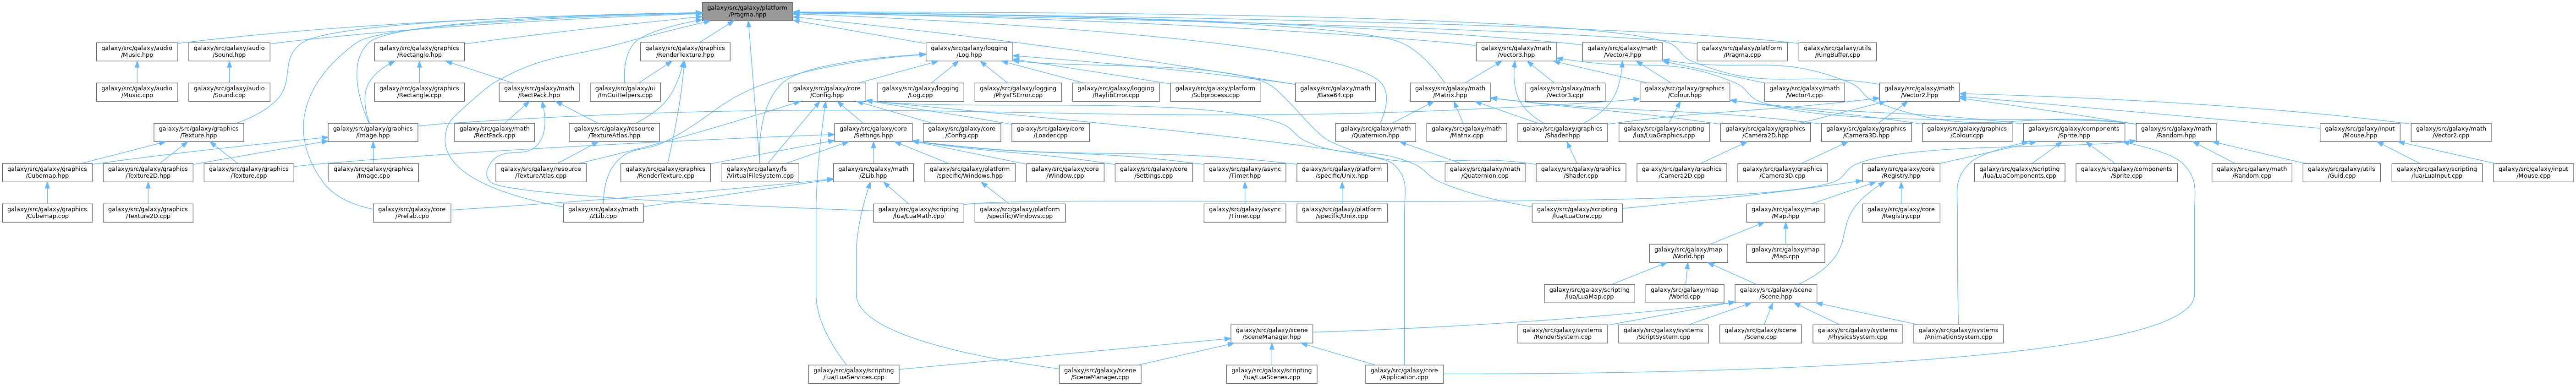 galaxy/src/galaxy/platform
/Pragma.hpp
galaxy/src/galaxy/audio
/Music.hpp
galaxy/src/galaxy/audio
/Sound.hpp
galaxy/src/galaxy/graphics
/Rectangle.hpp
galaxy/src/galaxy/graphics
/RenderTexture.hpp
galaxy/src/galaxy/logging
/Log.hpp
galaxy/src/galaxy/math
/Vector3.hpp
galaxy/src/galaxy/math
/Vector4.hpp
galaxy/src/galaxy/platform
/Pragma.cpp
galaxy/src/galaxy/utils
/RingBuffer.cpp
galaxy/src/galaxy/audio
/Music.cpp
galaxy/src/galaxy/audio
/Sound.cpp
galaxy/src/galaxy/graphics
/Rectangle.cpp
galaxy/src/galaxy/math
/RectPack.hpp
galaxy/src/galaxy/ui
/ImGuiHelpers.cpp
galaxy/src/galaxy/core
/Config.hpp
galaxy/src/galaxy/logging
/Log.cpp
galaxy/src/galaxy/logging
/PhysFSError.cpp
galaxy/src/galaxy/logging
/RaylibError.cpp
galaxy/src/galaxy/platform
/Subprocess.cpp
galaxy/src/galaxy/math
/Base64.cpp
galaxy/src/galaxy/math
/Matrix.hpp
galaxy/src/galaxy/math
/Vector3.cpp
galaxy/src/galaxy/graphics
/Colour.hpp
galaxy/src/galaxy/math
/Vector4.cpp
galaxy/src/galaxy/math
/Vector2.hpp
galaxy/src/galaxy/graphics
/Texture.hpp
galaxy/src/galaxy/graphics
/Image.hpp
galaxy/src/galaxy/math
/RectPack.cpp
galaxy/src/galaxy/resource
/TextureAtlas.hpp
galaxy/src/galaxy/core
/Settings.hpp
galaxy/src/galaxy/core
/Config.cpp
galaxy/src/galaxy/core
/Loader.cpp
galaxy/src/galaxy/math
/Quaternion.hpp
galaxy/src/galaxy/math
/Matrix.cpp
galaxy/src/galaxy/graphics
/Shader.hpp
galaxy/src/galaxy/scripting
/lua/LuaGraphics.cpp
galaxy/src/galaxy/graphics
/Camera2D.hpp
galaxy/src/galaxy/graphics
/Camera3D.hpp
galaxy/src/galaxy/graphics
/Colour.cpp
galaxy/src/galaxy/components
/Sprite.hpp
galaxy/src/galaxy/math
/Random.hpp
galaxy/src/galaxy/input
/Mouse.hpp
galaxy/src/galaxy/math
/Vector2.cpp
galaxy/src/galaxy/graphics
/Cubemap.hpp
galaxy/src/galaxy/graphics
/Texture2D.hpp
galaxy/src/galaxy/graphics
/Texture.cpp
galaxy/src/galaxy/graphics
/Image.cpp
galaxy/src/galaxy/resource
/TextureAtlas.cpp
galaxy/src/galaxy/graphics
/RenderTexture.cpp
galaxy/src/galaxy/fs
/VirtualFileSystem.cpp
galaxy/src/galaxy/math
/ZLib.hpp
galaxy/src/galaxy/platform
/specific/Windows.hpp
galaxy/src/galaxy/core
/Window.cpp
galaxy/src/galaxy/core
/Settings.cpp
galaxy/src/galaxy/async
/Timer.hpp
galaxy/src/galaxy/platform
/specific/Unix.hpp
galaxy/src/galaxy/math
/Quaternion.cpp
galaxy/src/galaxy/graphics
/Shader.cpp
galaxy/src/galaxy/graphics
/Camera2D.cpp
galaxy/src/galaxy/graphics
/Camera3D.cpp
galaxy/src/galaxy/core
/Registry.hpp
galaxy/src/galaxy/scripting
/lua/LuaComponents.cpp
galaxy/src/galaxy/components
/Sprite.cpp
galaxy/src/galaxy/math
/Random.cpp
galaxy/src/galaxy/utils
/Guid.cpp
galaxy/src/galaxy/scripting
/lua/LuaInput.cpp
galaxy/src/galaxy/input
/Mouse.cpp
galaxy/src/galaxy/graphics
/Cubemap.cpp
galaxy/src/galaxy/graphics
/Texture2D.cpp
galaxy/src/galaxy/core
/Prefab.cpp
galaxy/src/galaxy/math
/ZLib.cpp
galaxy/src/galaxy/scripting
/lua/LuaMath.cpp
galaxy/src/galaxy/platform
/specific/Windows.cpp
galaxy/src/galaxy/async
/Timer.cpp
galaxy/src/galaxy/platform
/specific/Unix.cpp
galaxy/src/galaxy/scripting
/lua/LuaCore.cpp
galaxy/src/galaxy/map
/Map.hpp
galaxy/src/galaxy/core
/Registry.cpp
galaxy/src/galaxy/map
/World.hpp
galaxy/src/galaxy/map
/Map.cpp
galaxy/src/galaxy/scripting
/lua/LuaMap.cpp
galaxy/src/galaxy/map
/World.cpp
galaxy/src/galaxy/scene
/Scene.hpp
galaxy/src/galaxy/scene
/SceneManager.hpp
galaxy/src/galaxy/systems
/RenderSystem.cpp
galaxy/src/galaxy/systems
/ScriptSystem.cpp
galaxy/src/galaxy/scene
/Scene.cpp
galaxy/src/galaxy/systems
/PhysicsSystem.cpp
galaxy/src/galaxy/systems
/AnimationSystem.cpp
galaxy/src/galaxy/scripting
/lua/LuaServices.cpp
galaxy/src/galaxy/scene
/SceneManager.cpp
galaxy/src/galaxy/scripting
/lua/LuaScenes.cpp
galaxy/src/galaxy/core
/Application.cpp